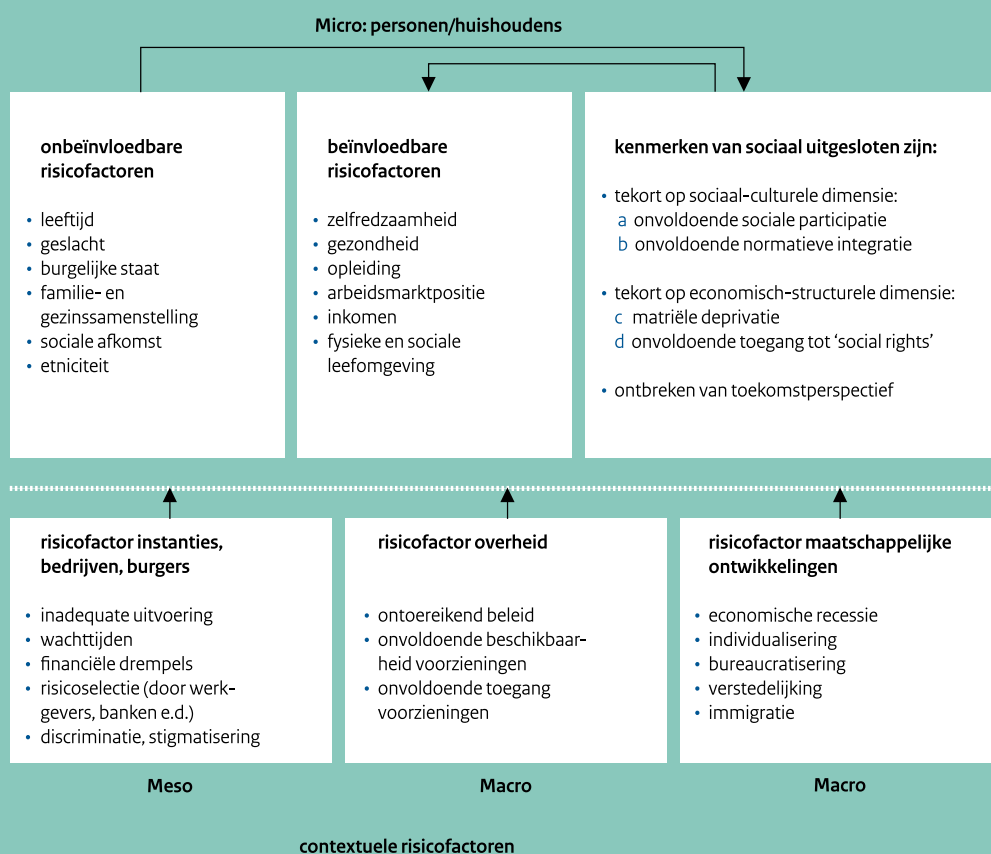 Micro: personen/huishoudens
onbeïnvloedbare
risicofactoren
• leeftijd
• geslacht
• burgelijke staat
• familie- en
gezinssamenstelling
• sociale afkomst
• etniciteit
beïnvloedbare
risicofactoren
• zelfredzaamheid
• gezondheid
• opleiding
• arbeidsmarktpositie
• inkomen
• fysieke en sociale
leefomgeving
kenmerken van sociaal uitgesloten zijn:
• tekort op sociaal-culturele dimensie:
a onvoldoende sociale participatie
b onvoldoende normatieve integratie
• tekort op economisch-structurele dimensie:
c matriële deprivatie
d onvoldoende toegang tot ‘social rights’
• ontbreken van toekomstperspectief
risicofactor instanties,
bedrijven, burgers
• inadequate uitvoering
• wachttijden
• financiële drempels
• risicoselectie (door werk-
gevers, banken e.d.)
• discriminatie, stigmatisering
risicofactor overheid
• ontoereikend beleid
• onvoldoende beschikbaar-
heid voorzieningen
• onvoldoende toegang
voorzieningen
risicofactor maatschappelijke
ontwikkelingen
• economische recessie
• individualisering
• bureaucratisering
• verstedelijking
• immigratie
Meso
Macro
Macro
contextuele risicofactoren